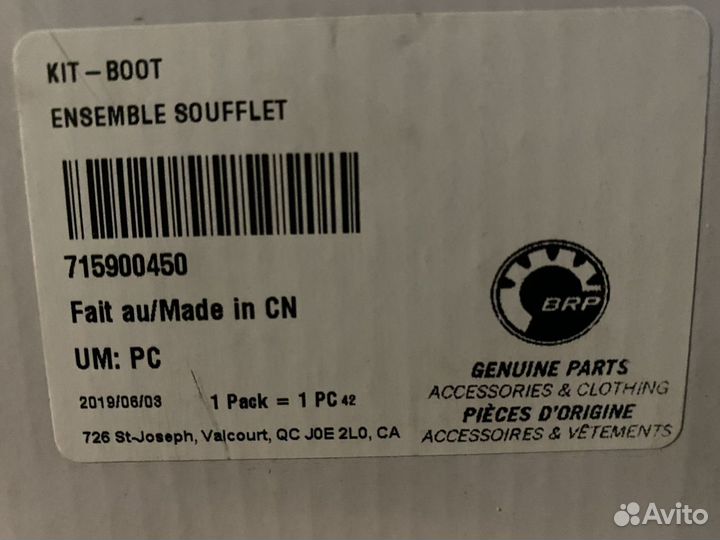 KIT – BOOT
ENSEMBLE SOUFFLET
715900450
Fait au/Made in CN
UM: PC
2019/06/03 1 Pack = 1 PC 42
726 St-Joseph, Valcourt, QC J0E 2L0, CA
BRP
GENUINE PARTS
ACCESSORIES & CLOTHING
PIÈCES D'ORIGINE
ACCESSOIRES & VÊTEMENTS
Avito